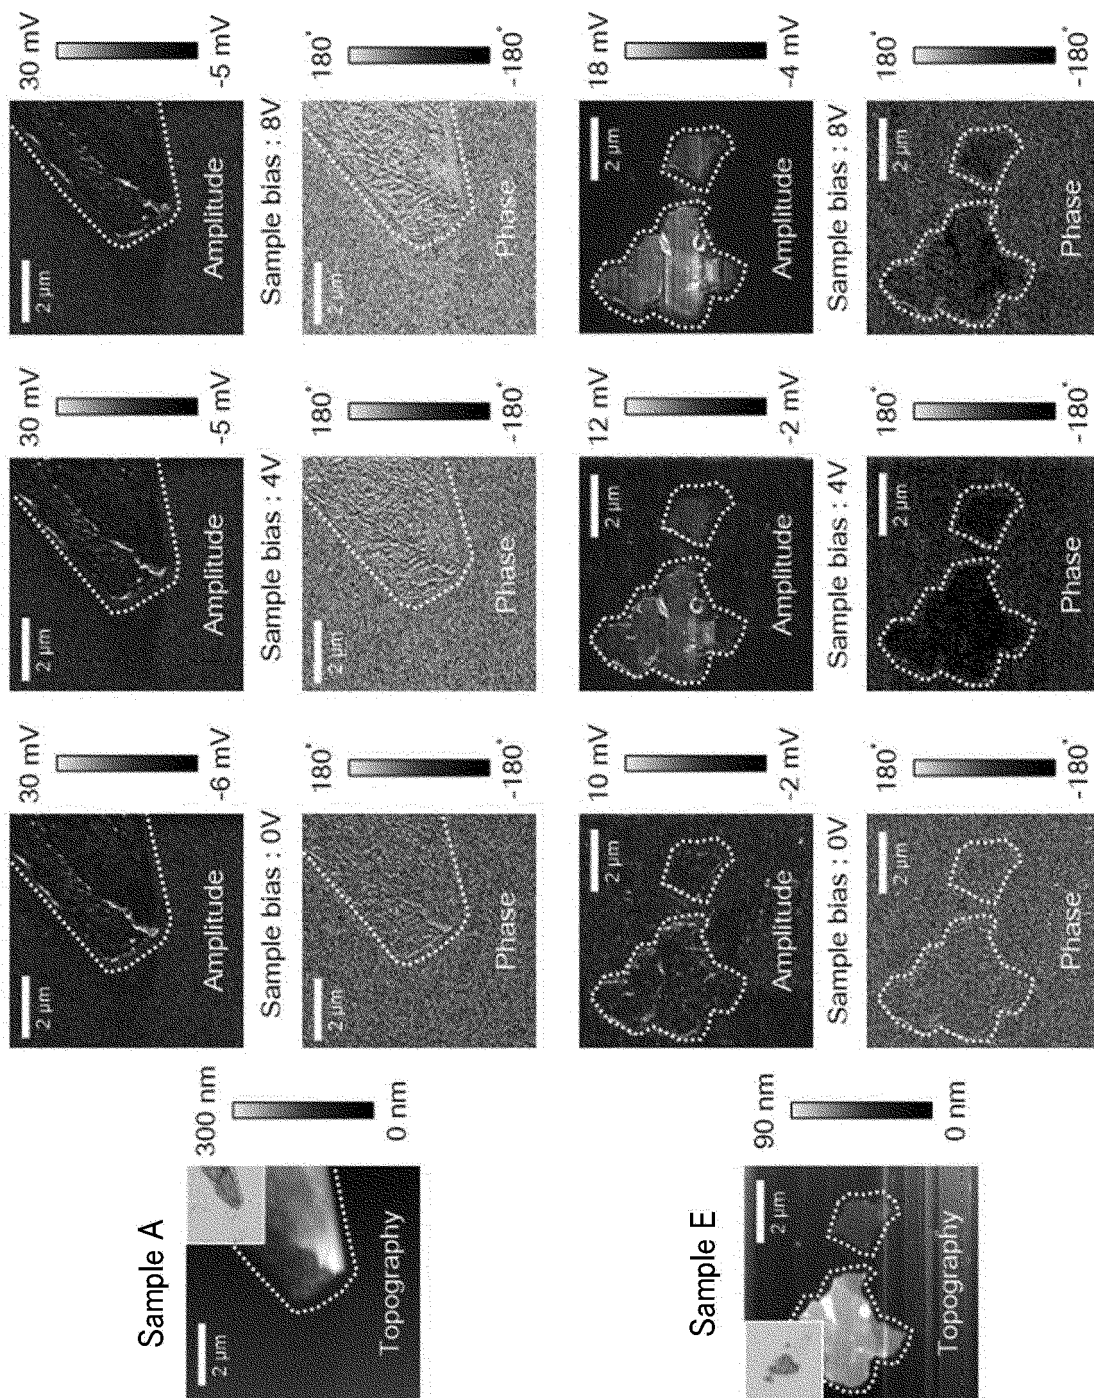 Sample A
2 µm
Topography
300 nm
0 nm
2 µm
Amplitude
30 mV
-6 mV
2 µm
Amplitude
30 mV
-5 mV
2 µm
Amplitude
30 mV
-5 mV
Sample bias : 0V
Sample bias : 4V
Sample bias : 8V
2 µm
Phase
180°
-180°
2 µm
Phase
180°
-180°
2 µm
Phase
180°
-180°
Sample E
2 µm
Topography
90 nm
0 nm
2 µm
Amplitude
10 mV
-2 mV
2 µm
Amplitude
12 mV
-2 mV
2 µm
Amplitude
18 mV
-4 mV
Sample bias : 0V
Sample bias : 4V
Sample bias : 8V
2 µm
Phase
180°
-180°
2 µm
Phase
180°
-180°
2 µm
Phase
180°
-180°